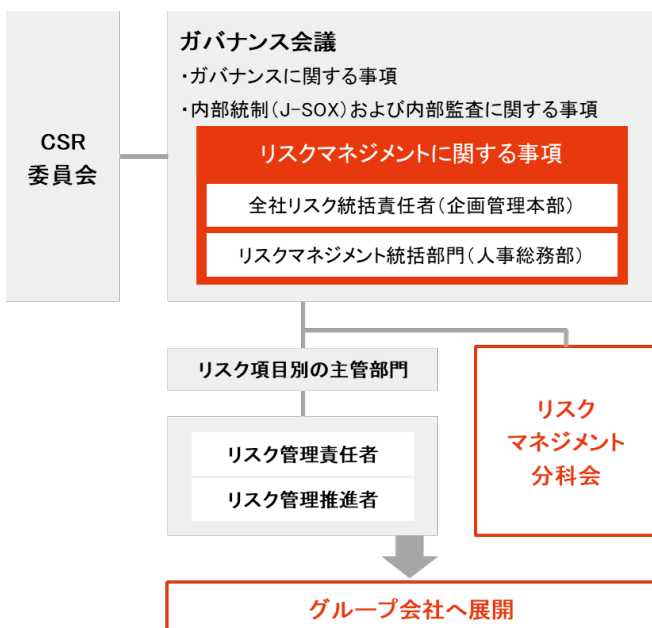 CSR
委員会
ガバナンス会議
・ガバナンスに関する事項
・内部統制（J-SOX）および内部監査に関する事項
リスクマネジメントに関する事項
全社リスク統括責任者（企画管理本部）
リスクマネジメント統括部門（人事総務部）
リスク項目別の主管部門
リスク管理責任者
リスク管理推進者
リスク
マネジメント
分科会
グループ会社へ展開